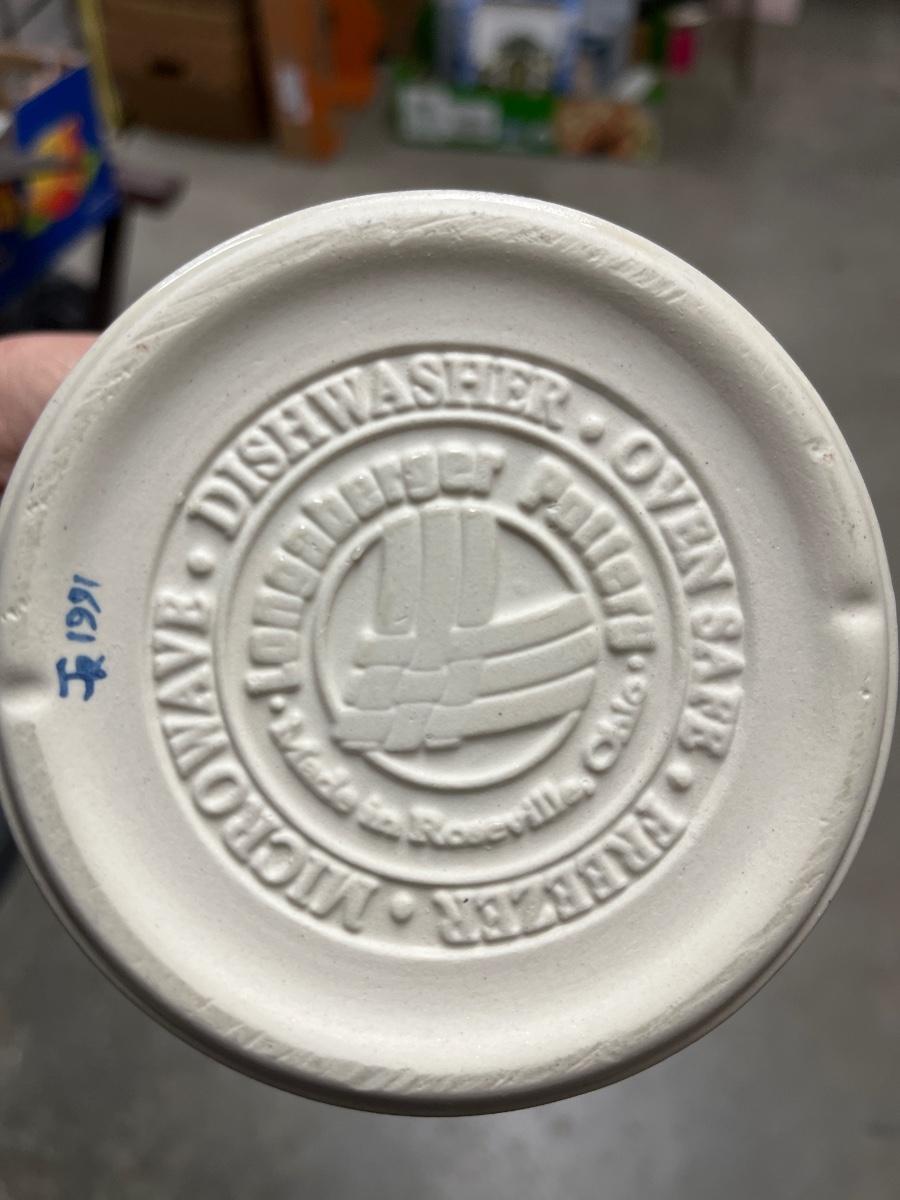 DISHWASHER • OVEN SAFE • FREEZER • MICROWAVE •
Longaberger Pottery
• Made in Roseville, Ohio •
1991